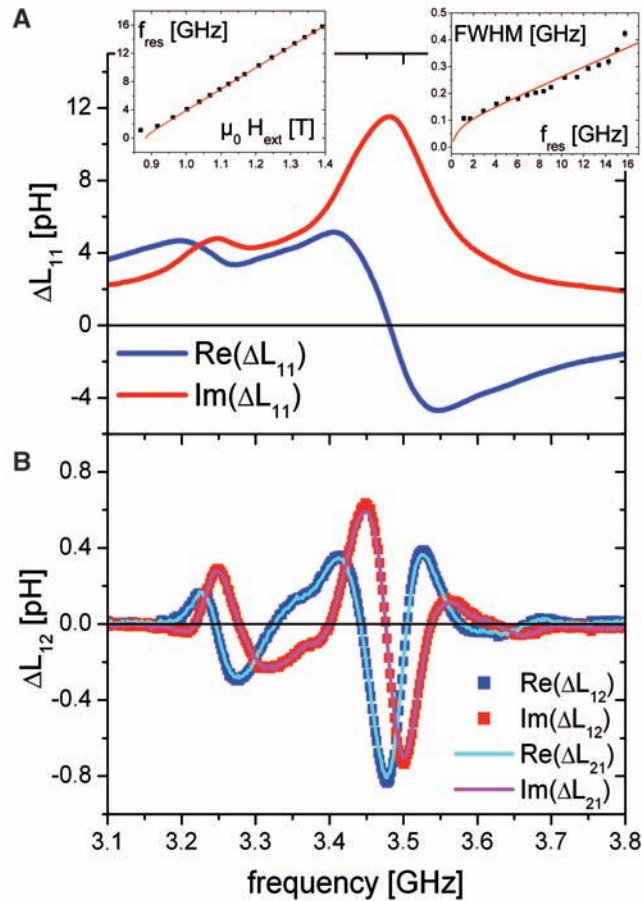 A
f_res [GHz]
16
12
8
4
0
0.9 1.0 1.1 1.2 1.3 1.4
μ₀ H_ext [T]
FWHM [GHz]
0.5
0.4
0.3
0.2
0.1
0.0
0 2 4 6 8 10 12 14 16
f_res [GHz]
ΔL₁₁ [pH]
12
8
4
0
-4
Re(ΔL₁₁)
Im(ΔL₁₁)
B
ΔL₁₂ [pH]
0.8
0.4
0.0
-0.4
-0.8
Re(ΔL₁₂)
Im(ΔL₁₂)
Re(ΔL₂₁)
Im(ΔL₂₁)
3.1 3.2 3.3 3.4 3.5 3.6 3.7 3.8
frequency [GHz]